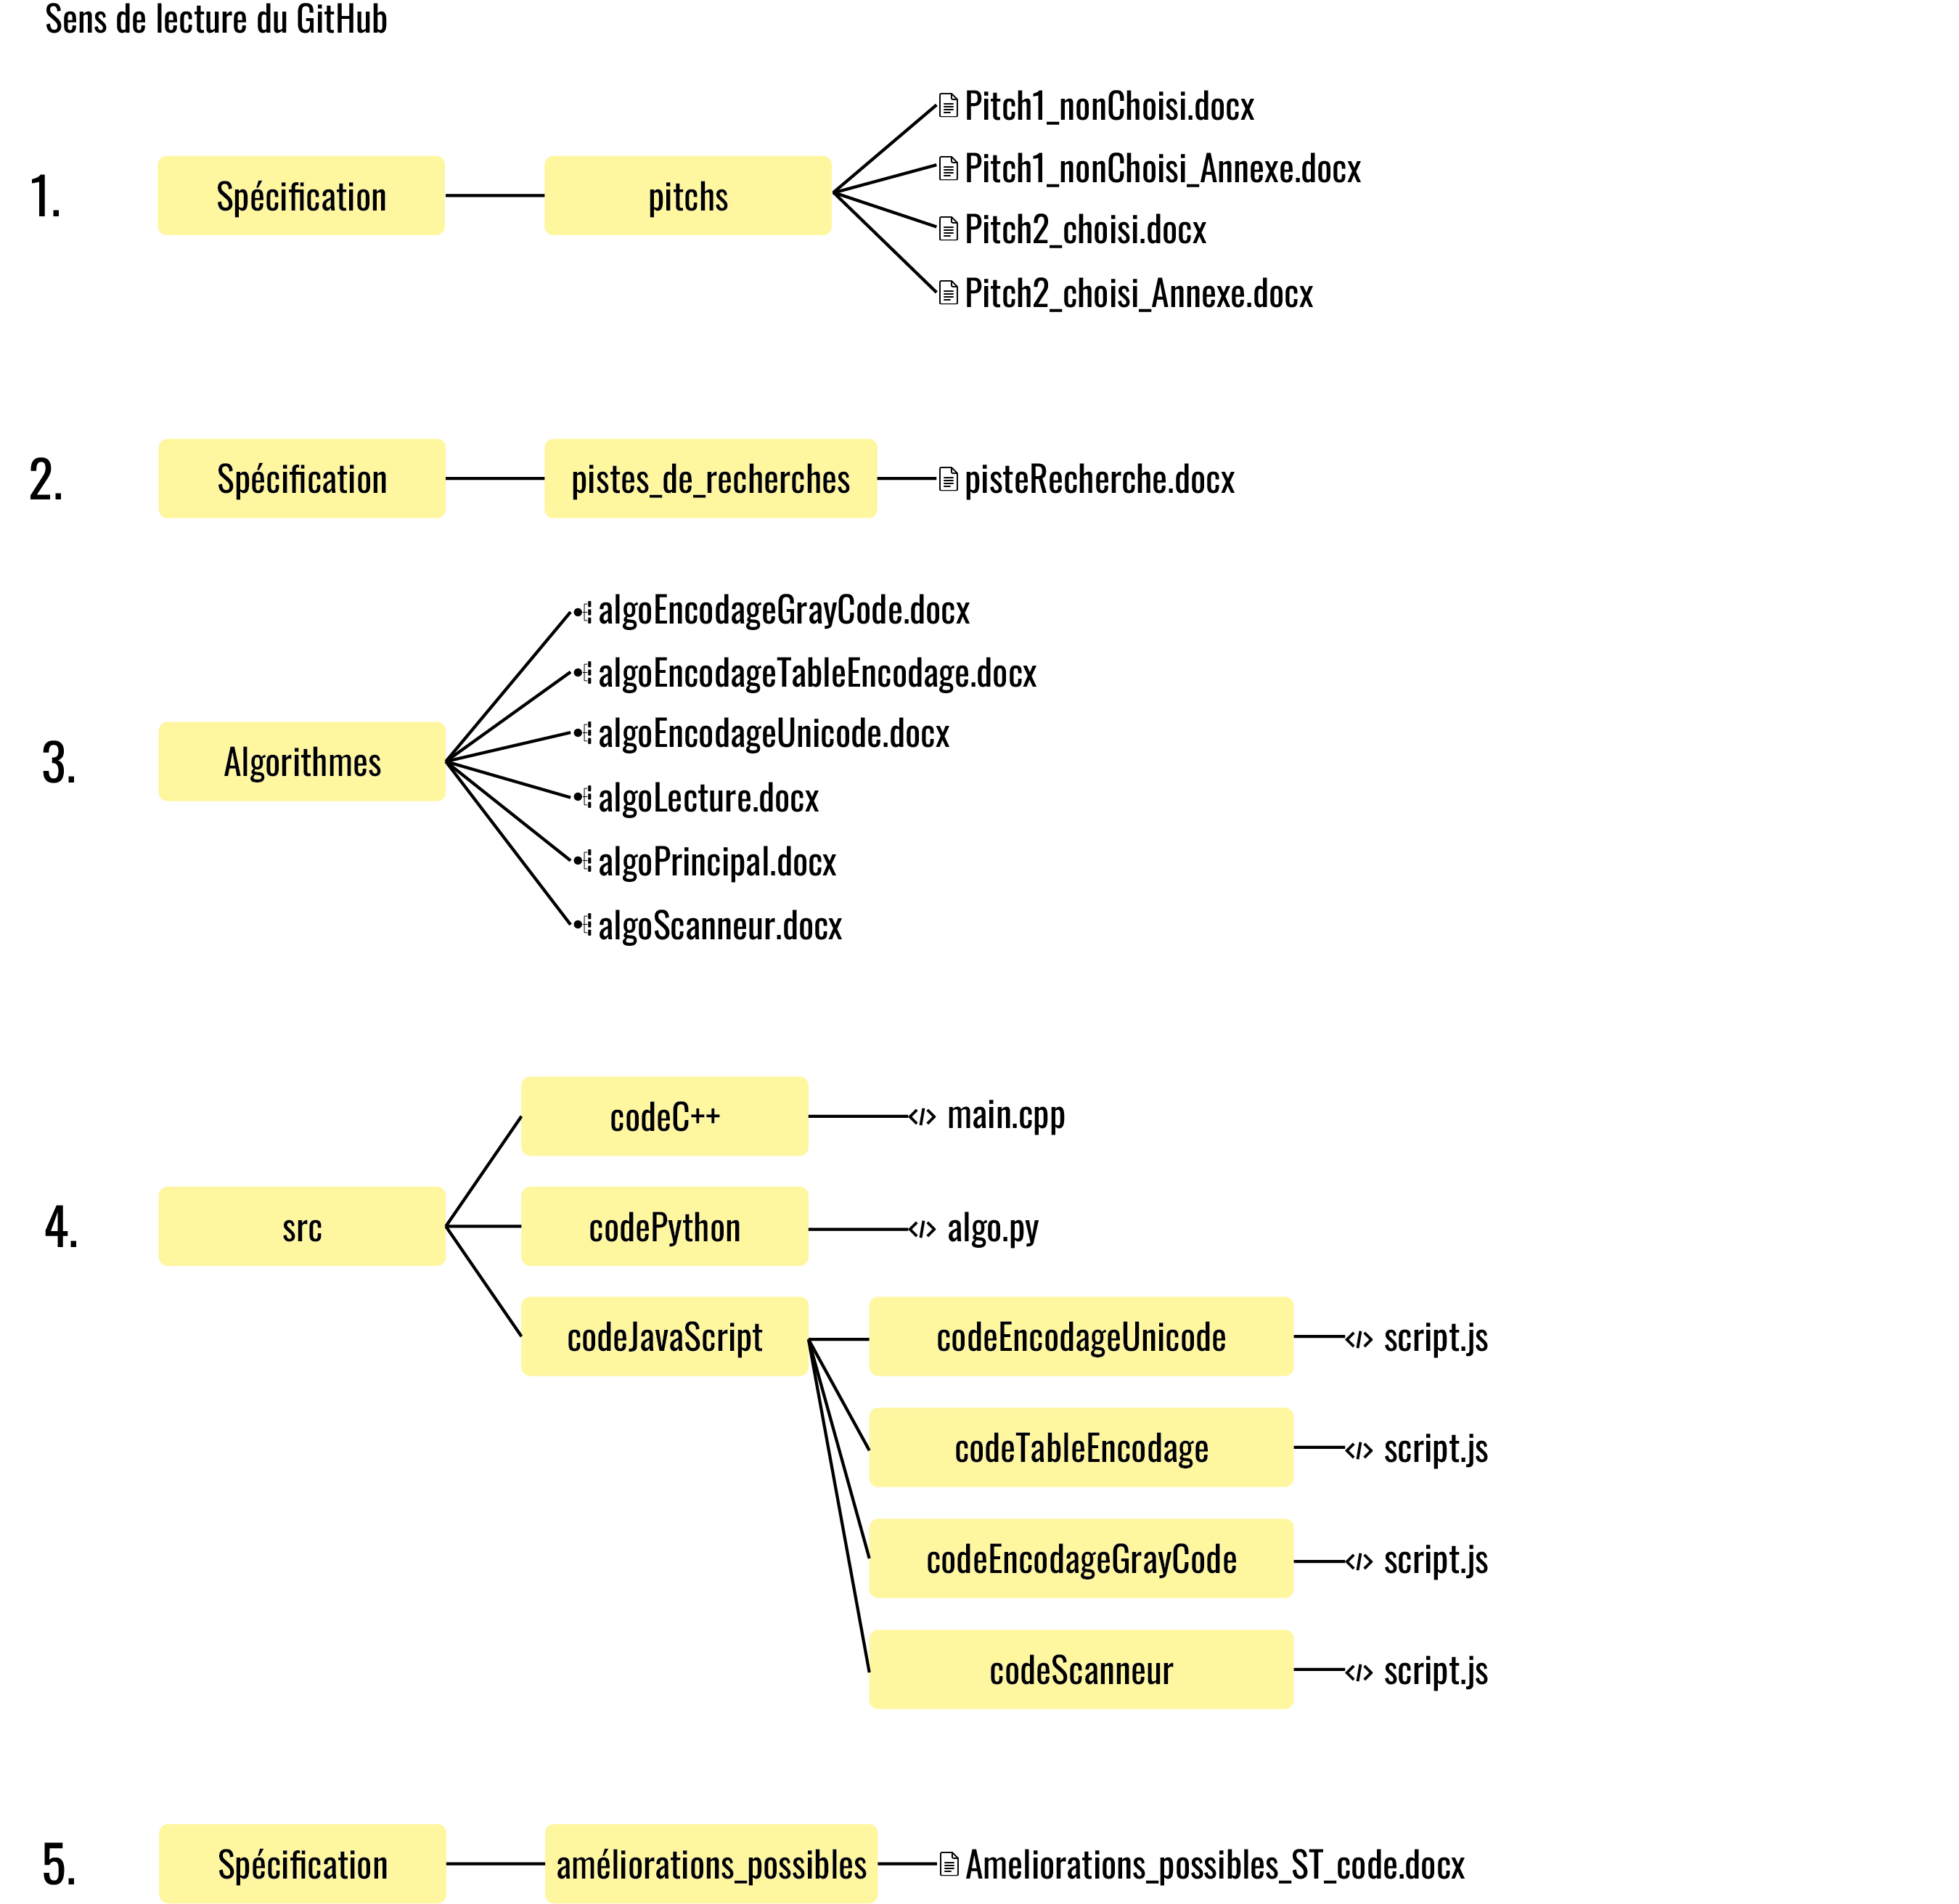 Sens de lecture du GitHub
Pitch1_nonChoisi.docx
Pitch1_nonChoisi_Annexe.docx
1. Spécification pitchs
Pitch2_choisi.docx
Pitch2_choisi_Annexe.docx
2. Spécification pistes_de_recherches pisteRecherche.docx
algoEncodageGrayCode.docx
algoEncodageTableEncodage.docx
algoEncodageUnicode.docx
3. Algorithmes
algoLecture.docx
algoPrincipal.docx
algoScanneur.docx
codeC++ </> main.cpp
4. src codePython </> algo.py
codeJavaScript codeEncodageUnicode </> script.js
codeTableEncodage </> script.js
codeEncodageGrayCode </> script.js
codeScanneur </> script.js
5. Spécification améliorations_possibles Ameliorations_possibles_ST_code.docx